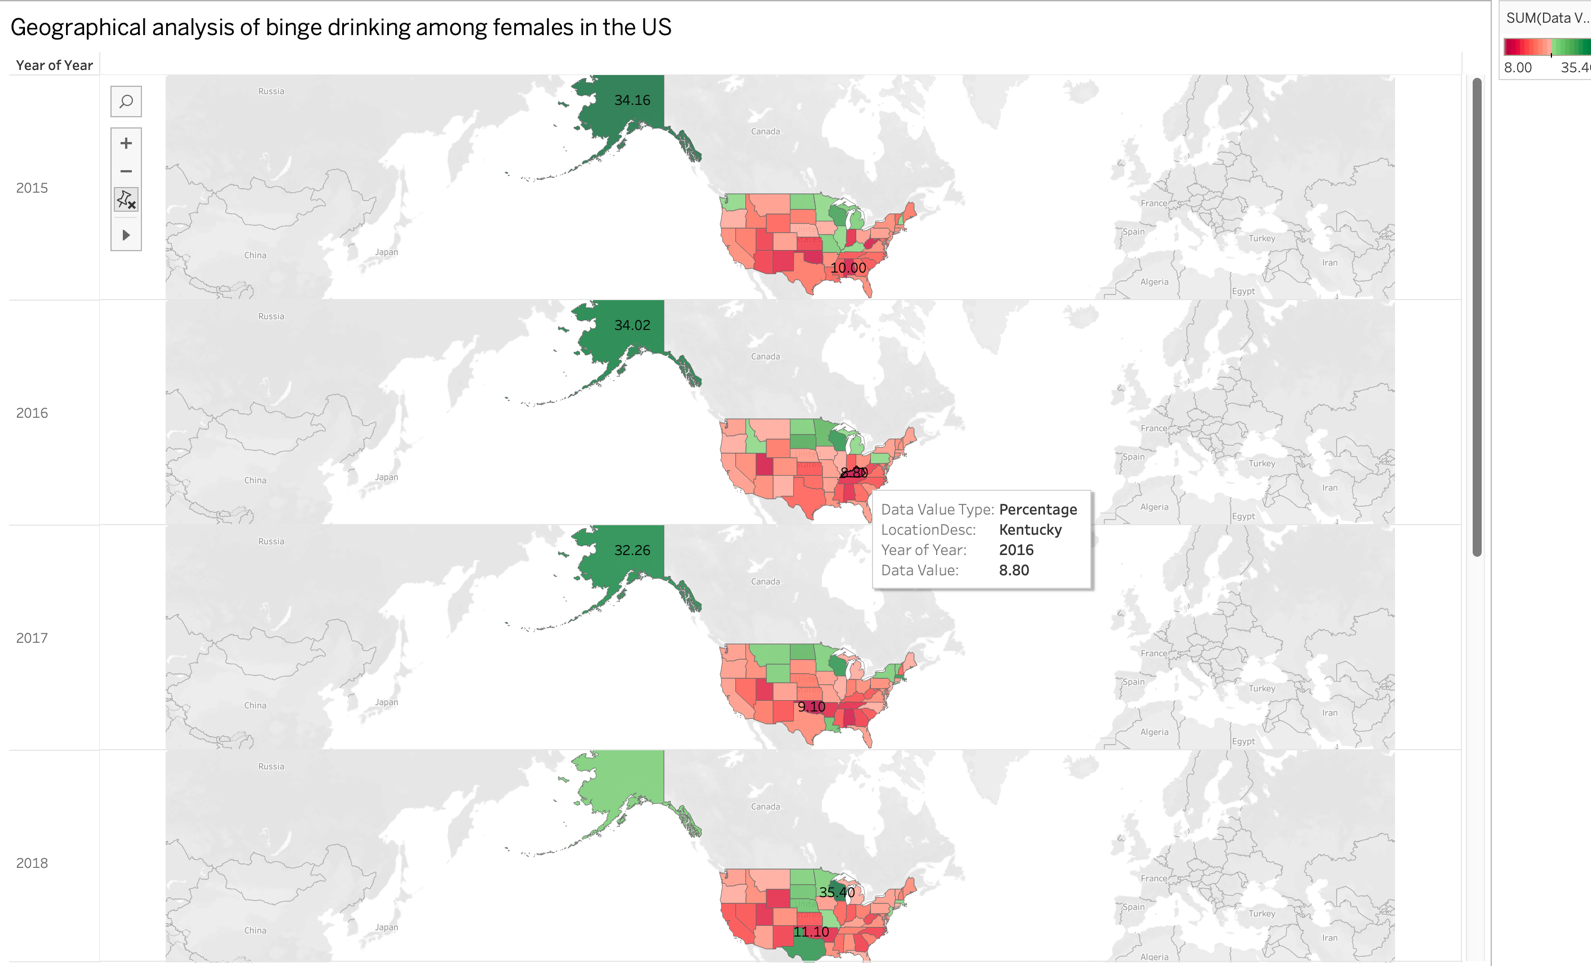 Geographical analysis of binge drinking among females in the US
SUM(Data V..
8.00 35.4
Year of Year
2015
Russia
China
Japan
34.16
Canada
10.00
France
Spain
Turkey
Iran
Algeria
Egypt
2016
Russia
China
Japan
34.02
Canada
8.80
France
Spain
Turkey
Iran
Algeria
Egypt
Data Value Type: Percentage
LocationDesc: Kentucky
Year of Year: 2016
Data Value: 8.80
2017
Russia
China
Japan
32.26
Canada
9.10
France
Spain
Turkey
Iran
Algeria
Egypt
2018
Russia
China
Japan
Canada
35.40
11.10
France
Spain
Turkey
Iran
Algeria
Egypt